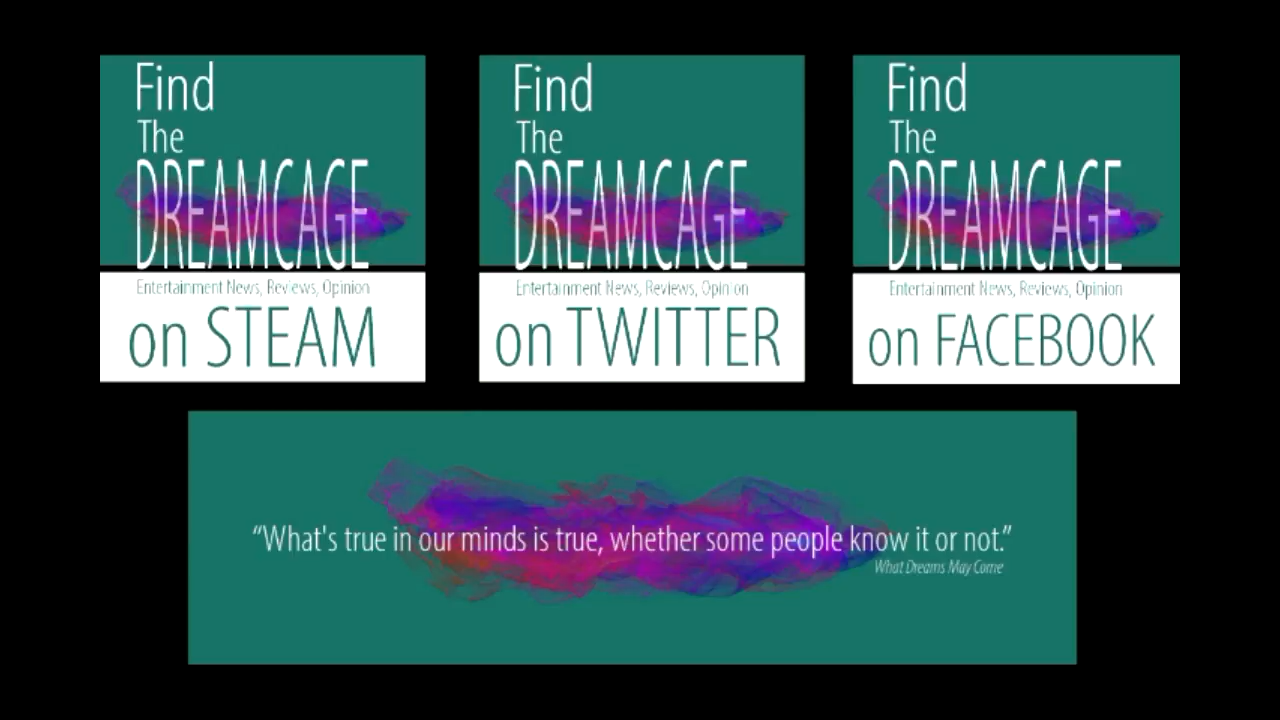 Find
The
DREAMCAGE
Entertainment News, Reviews, Opinion
on STEAM
Find
The
DREAMCAGE
Entertainment News, Reviews, Opinion
on TWITTER
Find
The
DREAMCAGE
Entertainment News, Reviews, Opinion
on FACEBOOK
“What's true in our minds is true, whether some people know it or not.”
What Dreams May Come